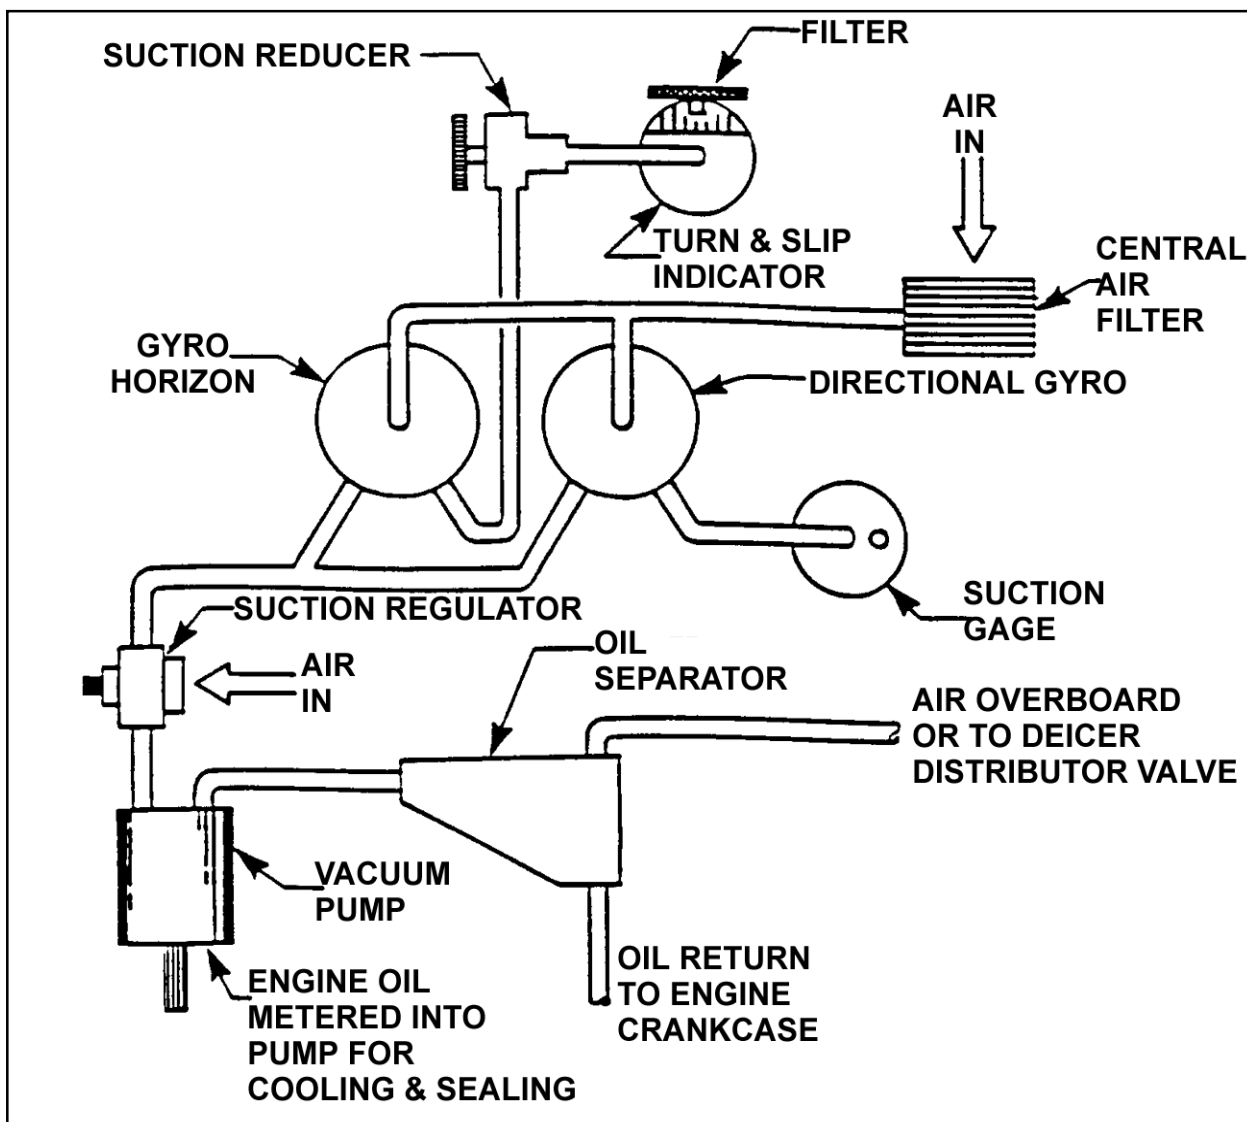 FILTER
SUCTION REDUCER
AIR
IN
TURN & SLIP
INDICATOR
CENTRAL
AIR
FILTER
GYRO
HORIZON
DIRECTIONAL GYRO
SUCTION REGULATOR
SUCTION
GAGE
AIR
IN
OIL
SEPARATOR
AIR OVERBOARD
OR TO DEICER
DISTRIBUTOR VALVE
VACUUM
PUMP
ENGINE OIL
METERED INTO
PUMP FOR
COOLING & SEALING
OIL RETURN
TO ENGINE
CRANKCASE